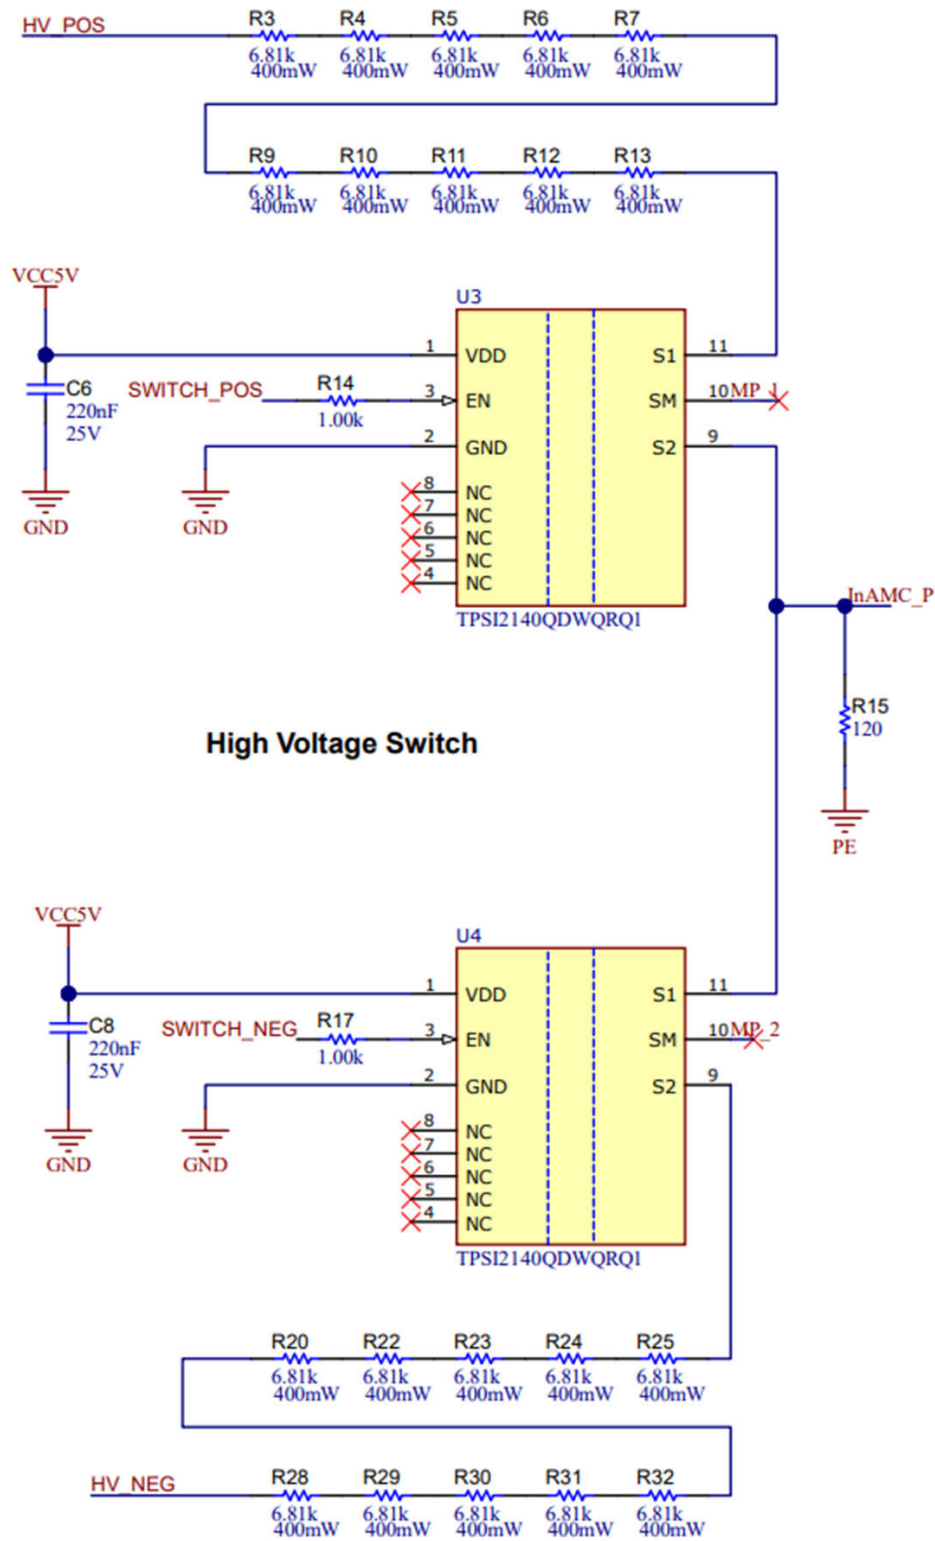 HV_POS
R3 R4 R5 R6 R7
6.81k 6.81k 6.81k 6.81k 6.81k
400mW 400mW 400mW 400mW 400mW
R9 R10 R11 R12 R13
6.81k 6.81k 6.81k 6.81k 6.81k
400mW 400mW 400mW 400mW 400mW
VCC5V
U3
1 VDD S1 11
C6
220nF
25V
SWITCH_POS R14 3 EN SM 10 MP_1
1.00k
2 GND S2 9
8 NC
7 NC
6 NC
5 NC
4 NC
GND GND
TPSI2140QDWQRQ1
InAMC_P
R15
120
PE
High Voltage Switch
VCC5V
U4
1 VDD S1 11
C8
220nF
25V
SWITCH_NEG R17 3 EN SM 10 MP_2
1.00k
2 GND S2 9
8 NC
7 NC
6 NC
5 NC
4 NC
GND GND
TPSI2140QDWQRQ1
R20 R22 R23 R24 R25
6.81k 6.81k 6.81k 6.81k 6.81k
400mW 400mW 400mW 400mW 400mW
HV_NEG
R28 R29 R30 R31 R32
6.81k 6.81k 6.81k 6.81k 6.81k
400mW 400mW 400mW 400mW 400mW